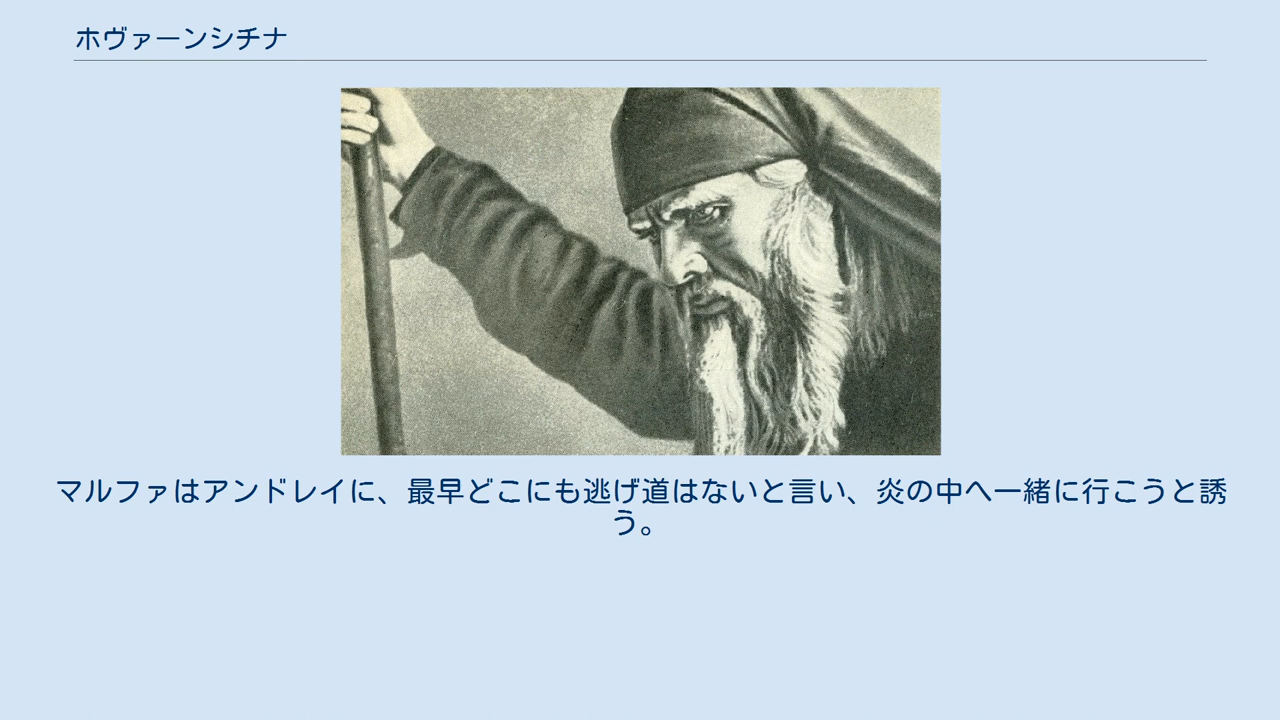 ホヴァーンシチナ
マルファはアンドレイに、最早どこにも逃げ道はないと言い、炎の中へ一緒に行こうと誘
う。